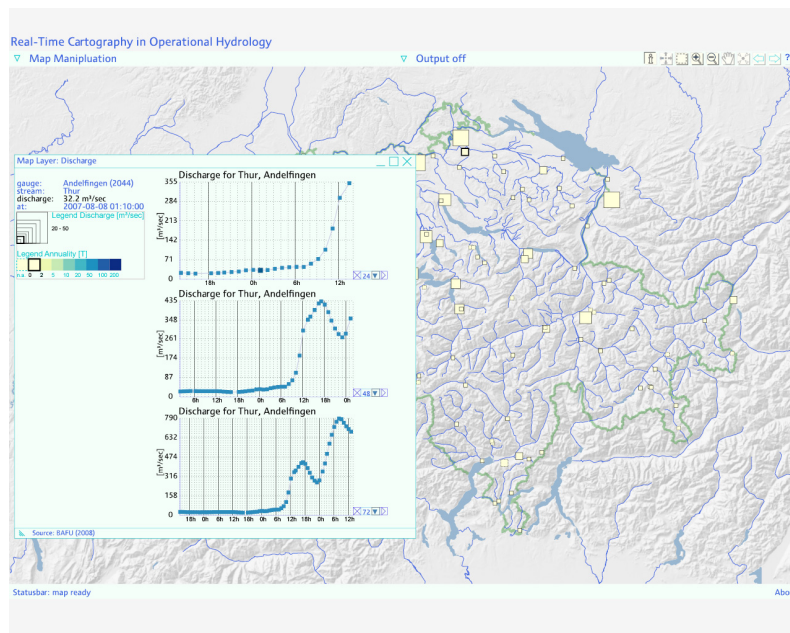 Real-Time Cartography in Operational Hydrology
Map Manipluation
Output off
?
Map Layer: Discharge
gauge: Andelfingen (2044)
stream: Thur
discharge: 32.2 m³/sec
at: 2007-08-08 01:10:00
Legend Discharge [m³/sec]
20 - 50
Legend Annuality [T]
n.a 0 2 5 10 20 50 100 200
Discharge for Thur, Andelfingen
[m³/sec]
355
284
213
142
71
0
18h 0h 6h 12h
24
Discharge for Thur, Andelfingen
[m³/sec]
435
348
261
174
87
0
6h 12h 18h 0h 6h 12h 18h 0h
48
Discharge for Thur, Andelfingen
[m³/sec]
790
632
474
316
158
0
18h 0h 6h 12h 18h 0h 6h 12h 18h 0h 6h 12h
72
Source: BAFU (2008)
Statusbar: map ready
Abo